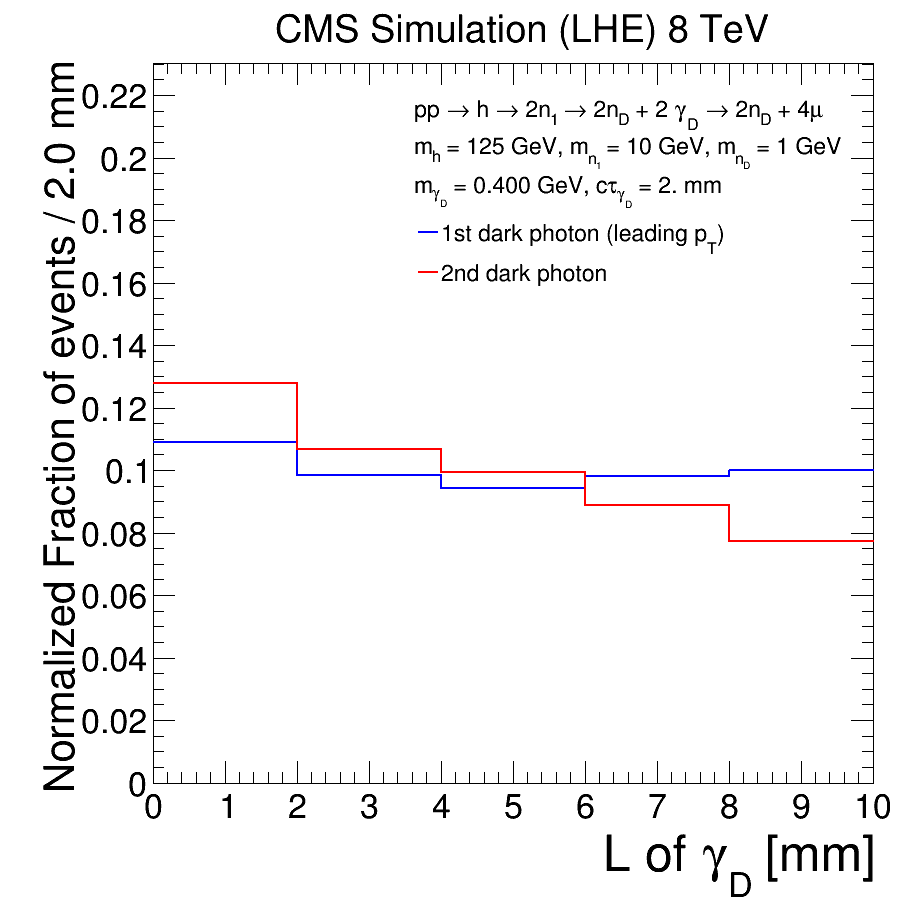 CMS Simulation (LHE) 8 TeV
Normalized Fraction of events / 2.0 mm
0.22
0.2
0.18
0.16
0.14
0.12
0.1
0.08
0.06
0.04
0.02
0
pp → h → 2n1 → 2nD + 2 γD → 2nD + 4μ
mh = 125 GeV, mn1 = 10 GeV, mnD = 1 GeV
mγD = 0.400 GeV, cτγD = 2. mm
1st dark photon (leading pT)
2nd dark photon
0 1 2 3 4 5 6 7 8 9 10
L of γD [mm]